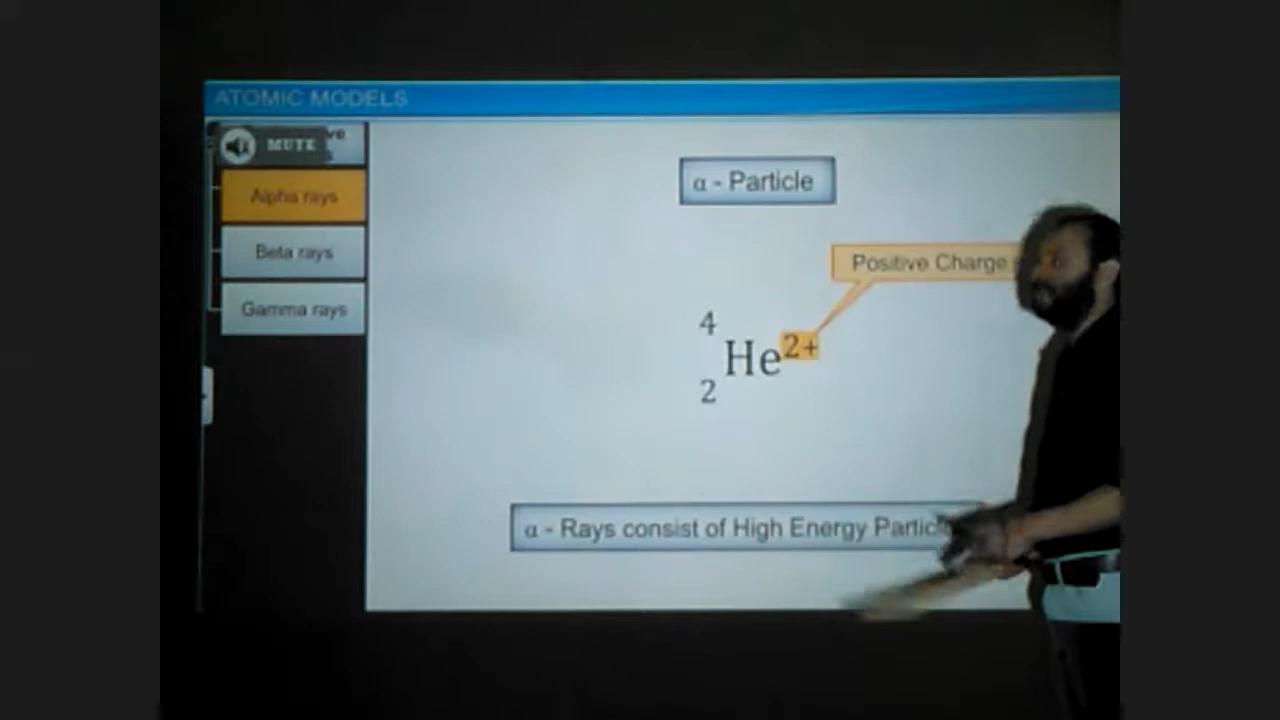 ATOMIC MODELS
MUTE
ve
s
Alpha rays
Beta rays
Gamma rays
α - Particle
Positive Charge
4
He2+
2
α - Rays consist of High Energy